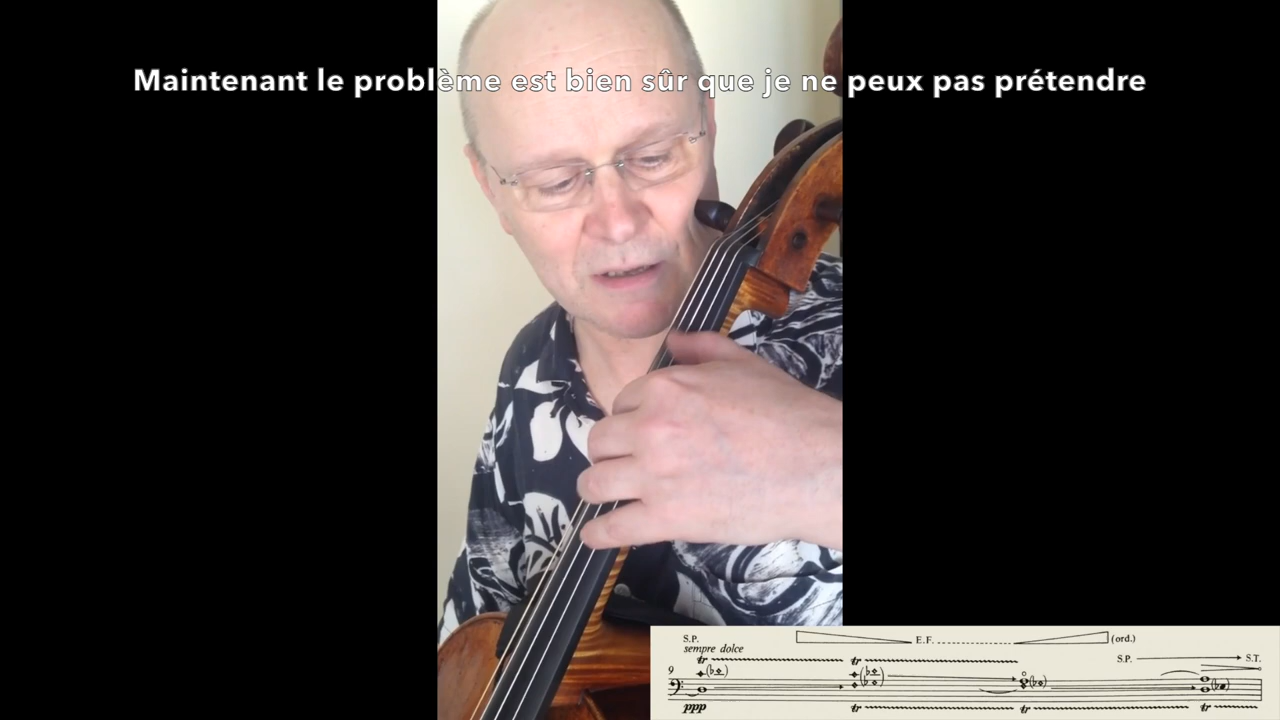 Maintenant le problème est bien sûr que je ne peux pas prétendre
S.P. E.F. (ord.)
sempre dolce
S.P. S.T.
tr tr
9
ppp tr tr tr